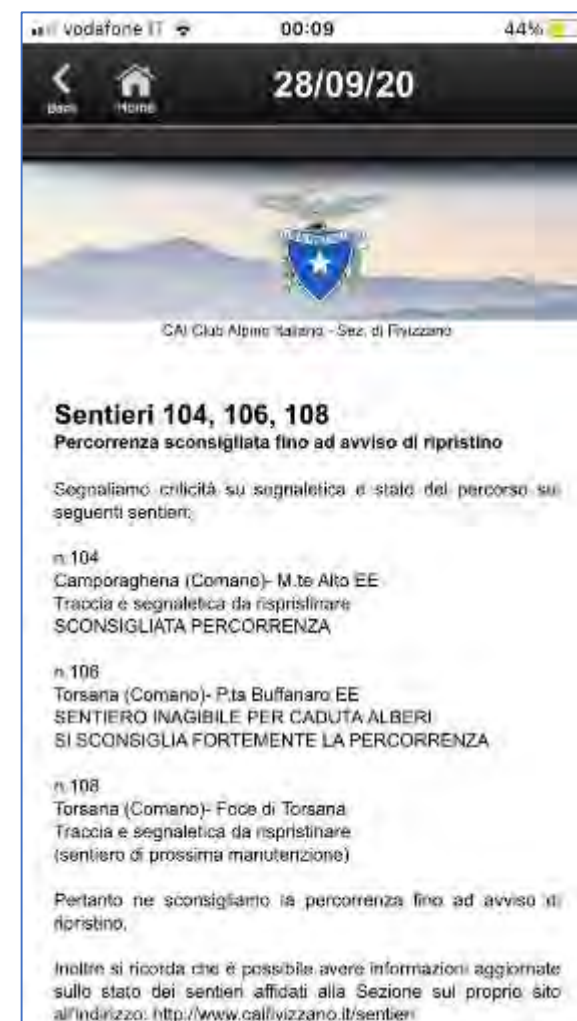 vodafone IT 00:09 44%
Back Home 28/09/20
CAI Club Alpino Italiano - Sez. di Fivizzano
Sentieri 104, 106, 108
Percorrenza sconsigliata fino ad avviso di ripristino
Segnaliamo criticità su segnaletica e stato del percorso sui
seguenti sentieri:
n.104
Camporaghena (Comano)- M.te Alto EE
Traccia e segnaletica da rispristinare
SCONSIGLIATA PERCORRENZA
n.106
Torsana (Comano)- P.ta Buffanaro EE
SENTIERO INAGIBILE PER CADUTA ALBERI
SI SCONSIGLIA FORTEMENTE LA PERCORRENZA
n.108
Torsana (Comano)- Foce di Torsana
Traccia e segnaletica da rispristinare
(sentiero di prossima manutenzione)
Pertanto ne sconsigliamo la percorrenza fino ad avviso di
ripristino.
Inoltre si ricorda che è possibile avere informazioni aggiornate
sullo stato dei sentieri affidati alla Sezione sul proprio sito
all'indirizzo: http://www.caifivizzano.it/sentieri